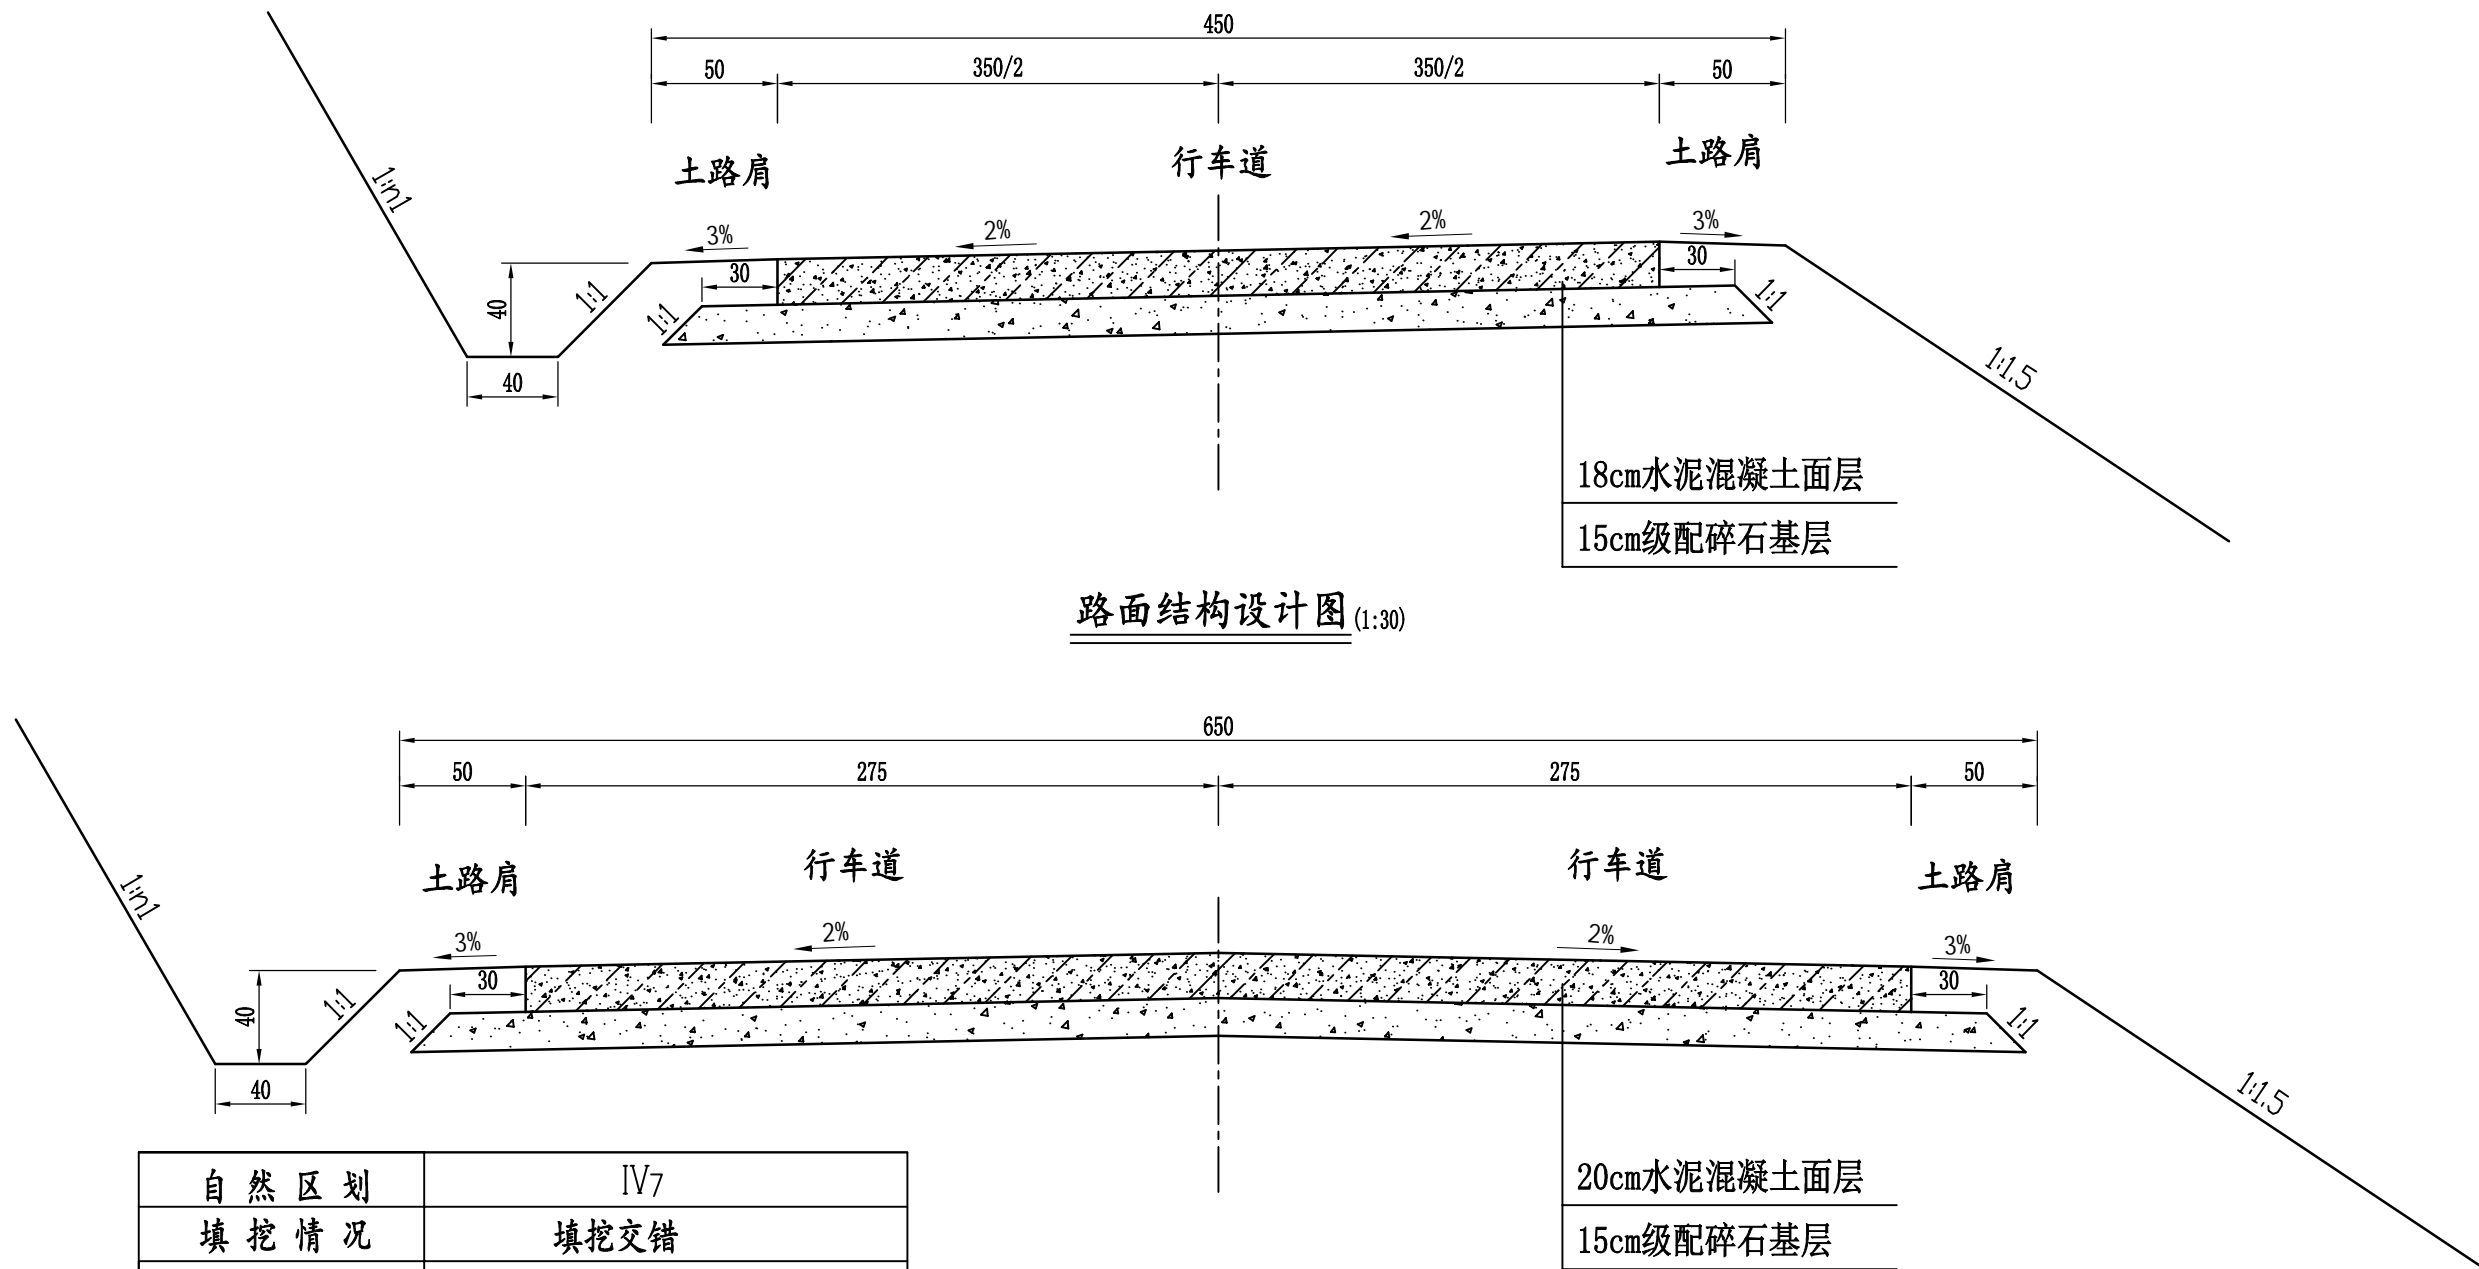 450
50 350/2 350/2 50
土路肩 行车道 土路肩
1:n1
3% 2% 2% 3%
30 30
40 1:1 1:1 1:1
40
1:1.5
18cm水泥混凝土面层
15cm级配碎石基层
路面结构设计图(1:30)
650
50 275 275 50
土路肩 行车道 行车道 土路肩
1:n1
3% 2% 2% 3%
30 30
40 1:1 1:1 1:1
40
1:1.5
自然区划 IV7
填挖情况 填挖交错
20cm水泥混凝土面层
15cm级配碎石基层